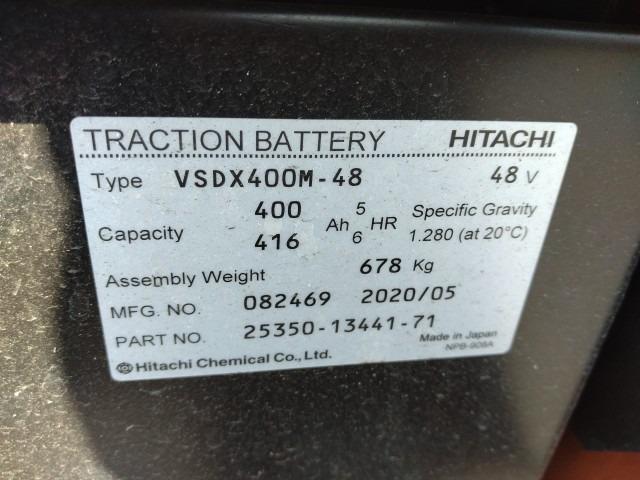 TRACTION BATTERY HITACHI
Type VSDX400M-48 48 V
Capacity 400 Ah 5 HR Specific Gravity
416 6 1.280 (at 20°C)
Assembly Weight 678 Kg
MFG. NO. 082469 2020/05
PART NO. 25350-13441-71 Made in Japan
NPB-908A
Hitachi Chemical Co., Ltd.